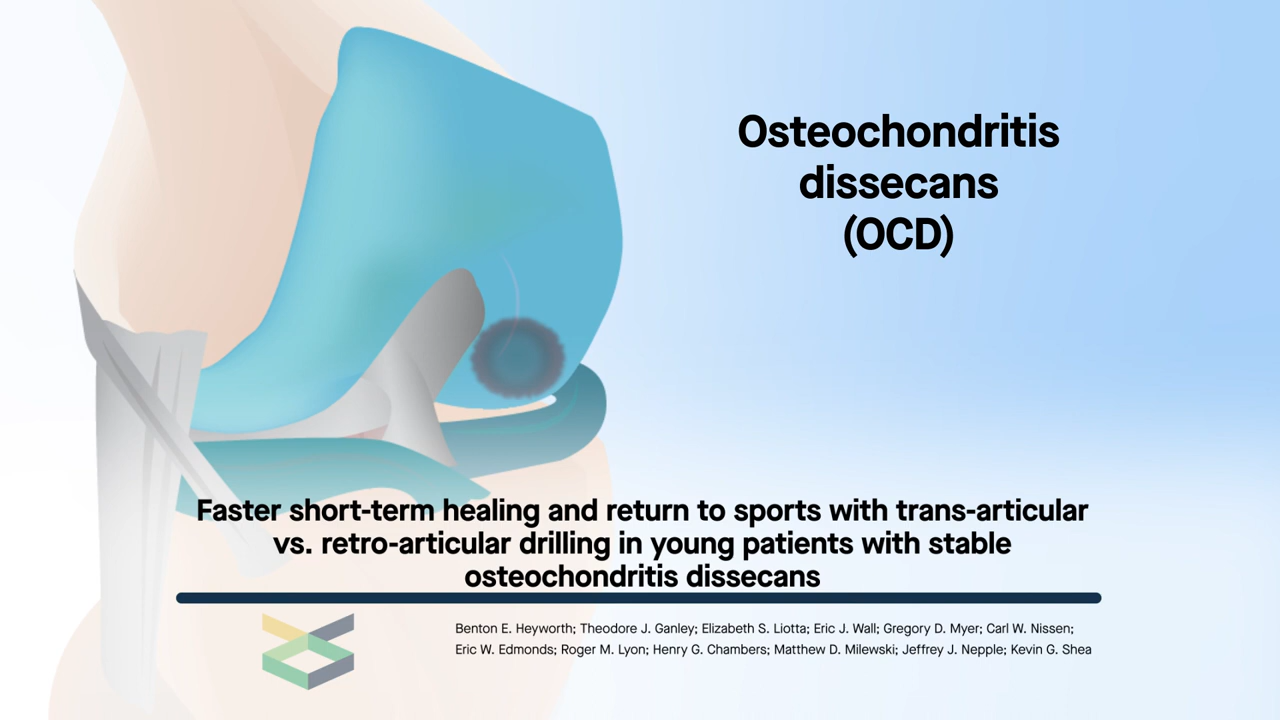 Osteochondritis
dissecans
(OCD)
Faster short-term healing and return to sports with trans-articular
vs. retro-articular drilling in young patients with stable
osteochondritis dissecans
Benton E. Heyworth; Theodore J. Ganley; Elizabeth S. Liotta; Eric J. Wall; Gregory D. Myer; Carl W. Nissen;
Eric W. Edmonds; Roger M. Lyon; Henry G. Chambers; Matthew D. Milewski; Jeffrey J. Nepple; Kevin G. Shea